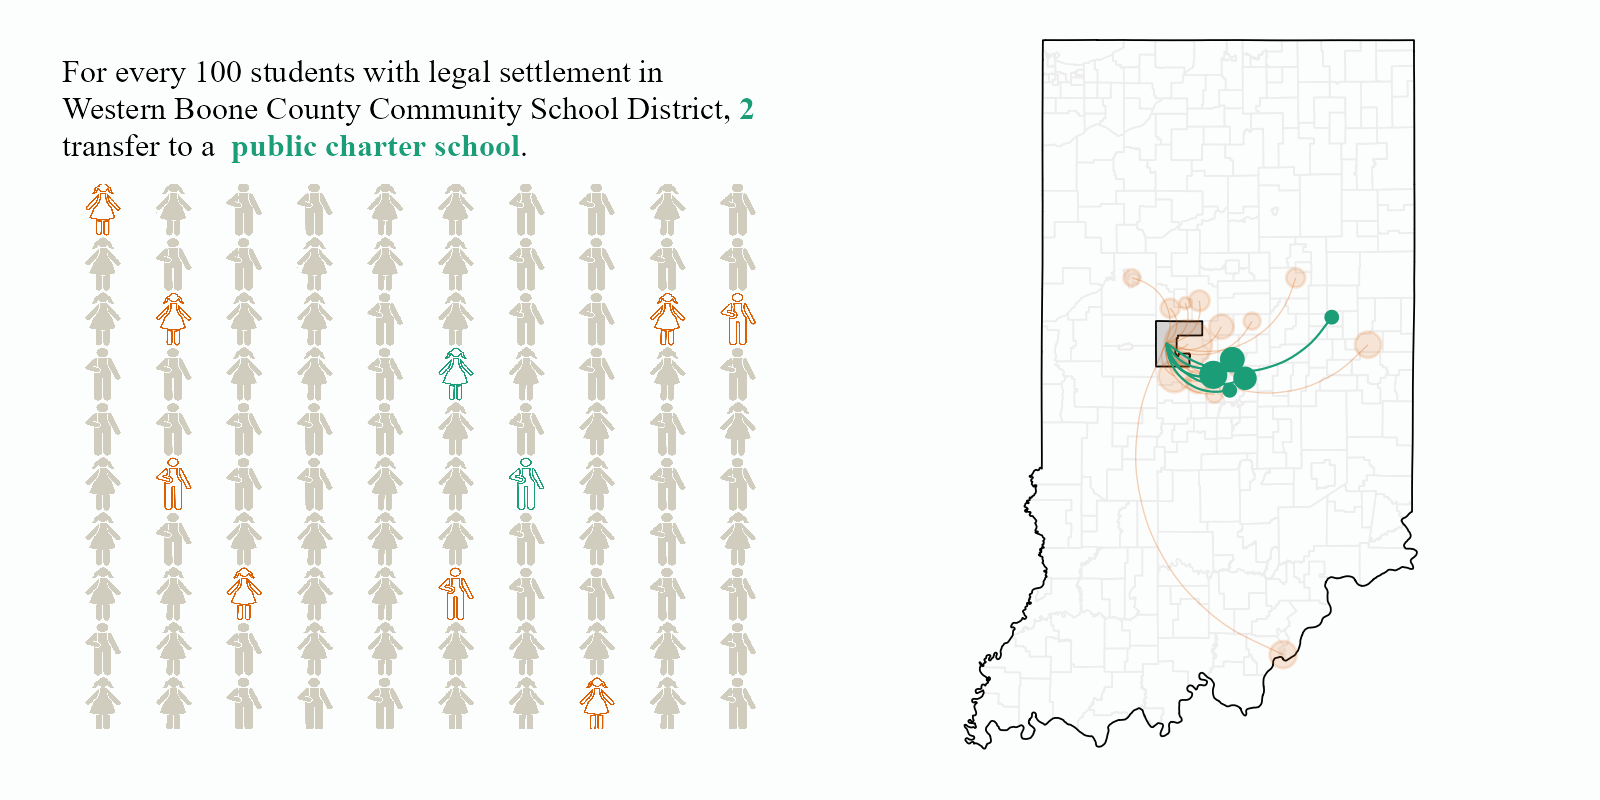 For every 100 students with legal settlement in
Western Boone County Community School District, 2
transfer to a public charter school.